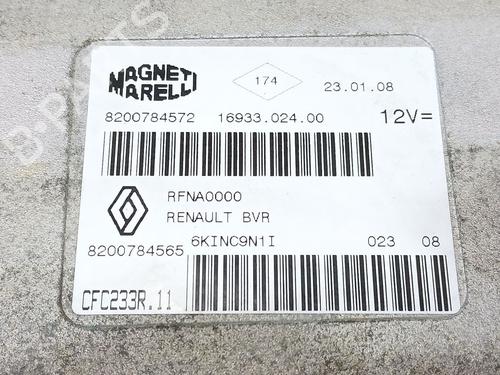 MAGNETI MARELLI
174
23.01.08
8200784572 16933.024.00 12V=
RFNA0000
RENAULT BVR
8200784565 6KINC9N1I 023 08
CFC233R.11
B-PARTS